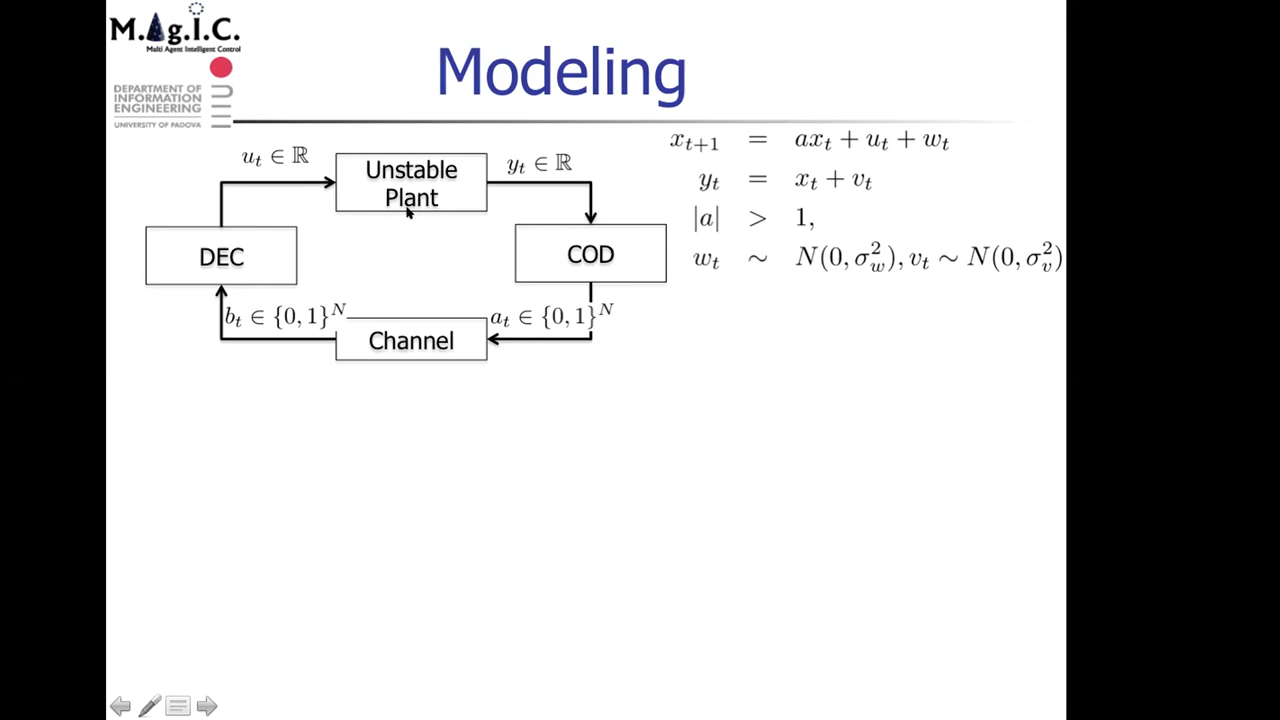 M.AgI.C.
Multi Agent Intelligent Control
DEPARTMENT OF
INFORMATION
ENGINEERING
UNIVERSITY OF PADOVA
Modeling
u_t ∈ ℝ
Unstable
Plant
y_t ∈ ℝ
DEC
COD
b_t ∈ {0, 1}^N
Channel
a_t ∈ {0, 1}^N
x_{t+1} = ax_t + u_t + w_t
y_t = x_t + v_t
|a| > 1,
w_t ∼ N(0, σ_w^2), v_t ∼ N(0, σ_v^2)